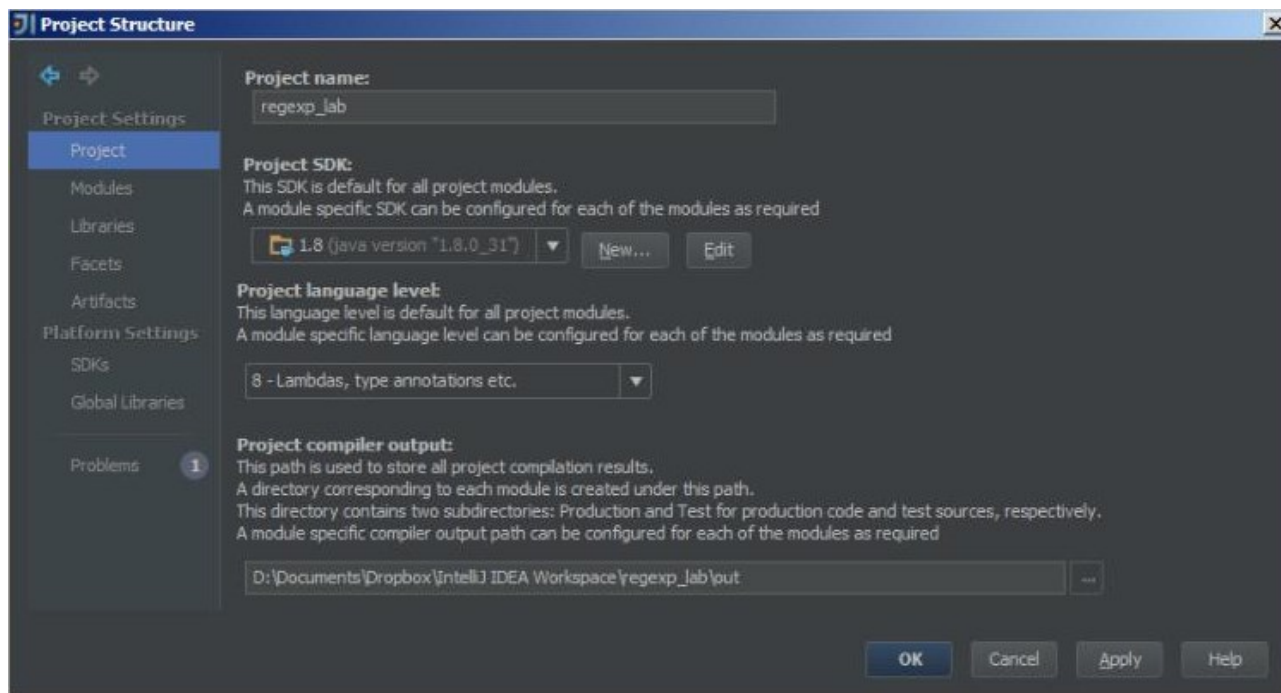 Project Structure
Project Settings
Project
Modules
Libraries
Facets
Artifacts
Platform Settings
SDKs
Global Libraries
Problems 1
Project name:
regexp_lab
Project SDK:
This SDK is default for all project modules.
A module specific SDK can be configured for each of the modules as required
1.8 (java version "1.8.0_31") New... Edit
Project language level:
This language level is default for all project modules.
A module specific language level can be configured for each of the modules as required
8 - Lambdas, type annotations etc.
Project compiler output:
This path is used to store all project compilation results.
A directory corresponding to each module is created under this path.
This directory contains two subdirectories: Production and Test for production code and test sources, respectively.
A module specific compiler output path can be configured for each of the modules as required
D:\Documents\Dropbox\IntelliJ IDEA Workspace\regexp_lab\out ...
OK Cancel Apply Help